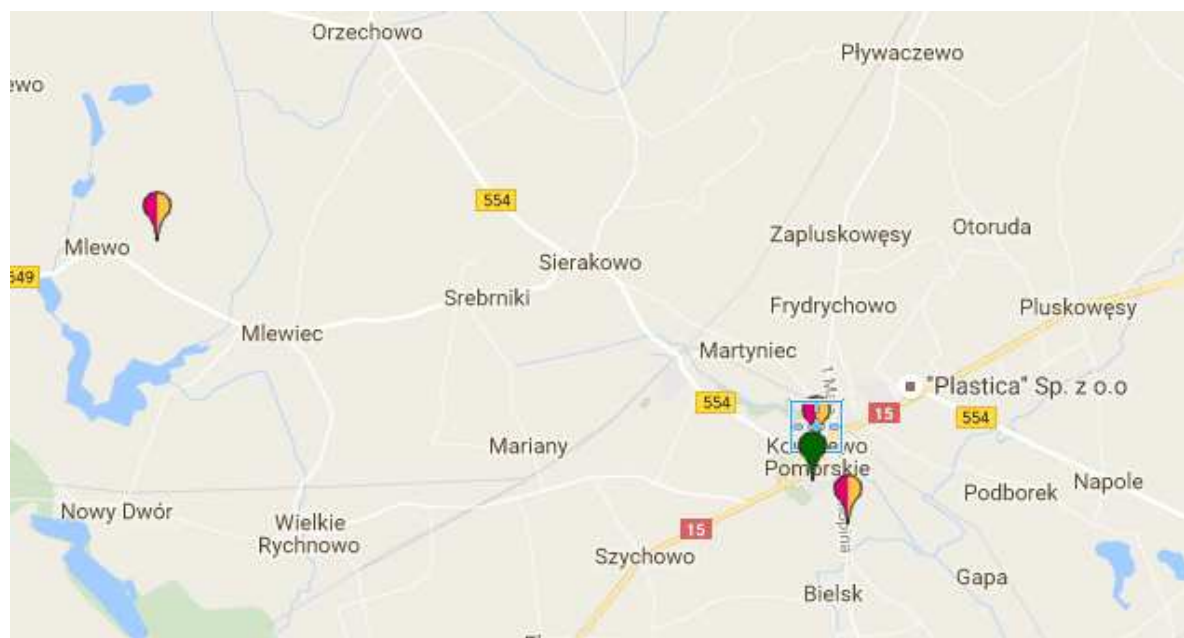 Orzechowo
Pływaczewo
ewo
554
Mlewo
649
Zapluskowęsy
Otoruda
Sierakowo
Srebrniki
Frydrychowo
Pluskowęsy
Mlewiec
Martyniec
"Plastica" Sp. z o.o
554
15
554
Mariany
Pomorskie
Napole
Podborek
Nowy Dwór
Wielkie
Rychnowo
15
Szychowo
Gapa
Bielsk